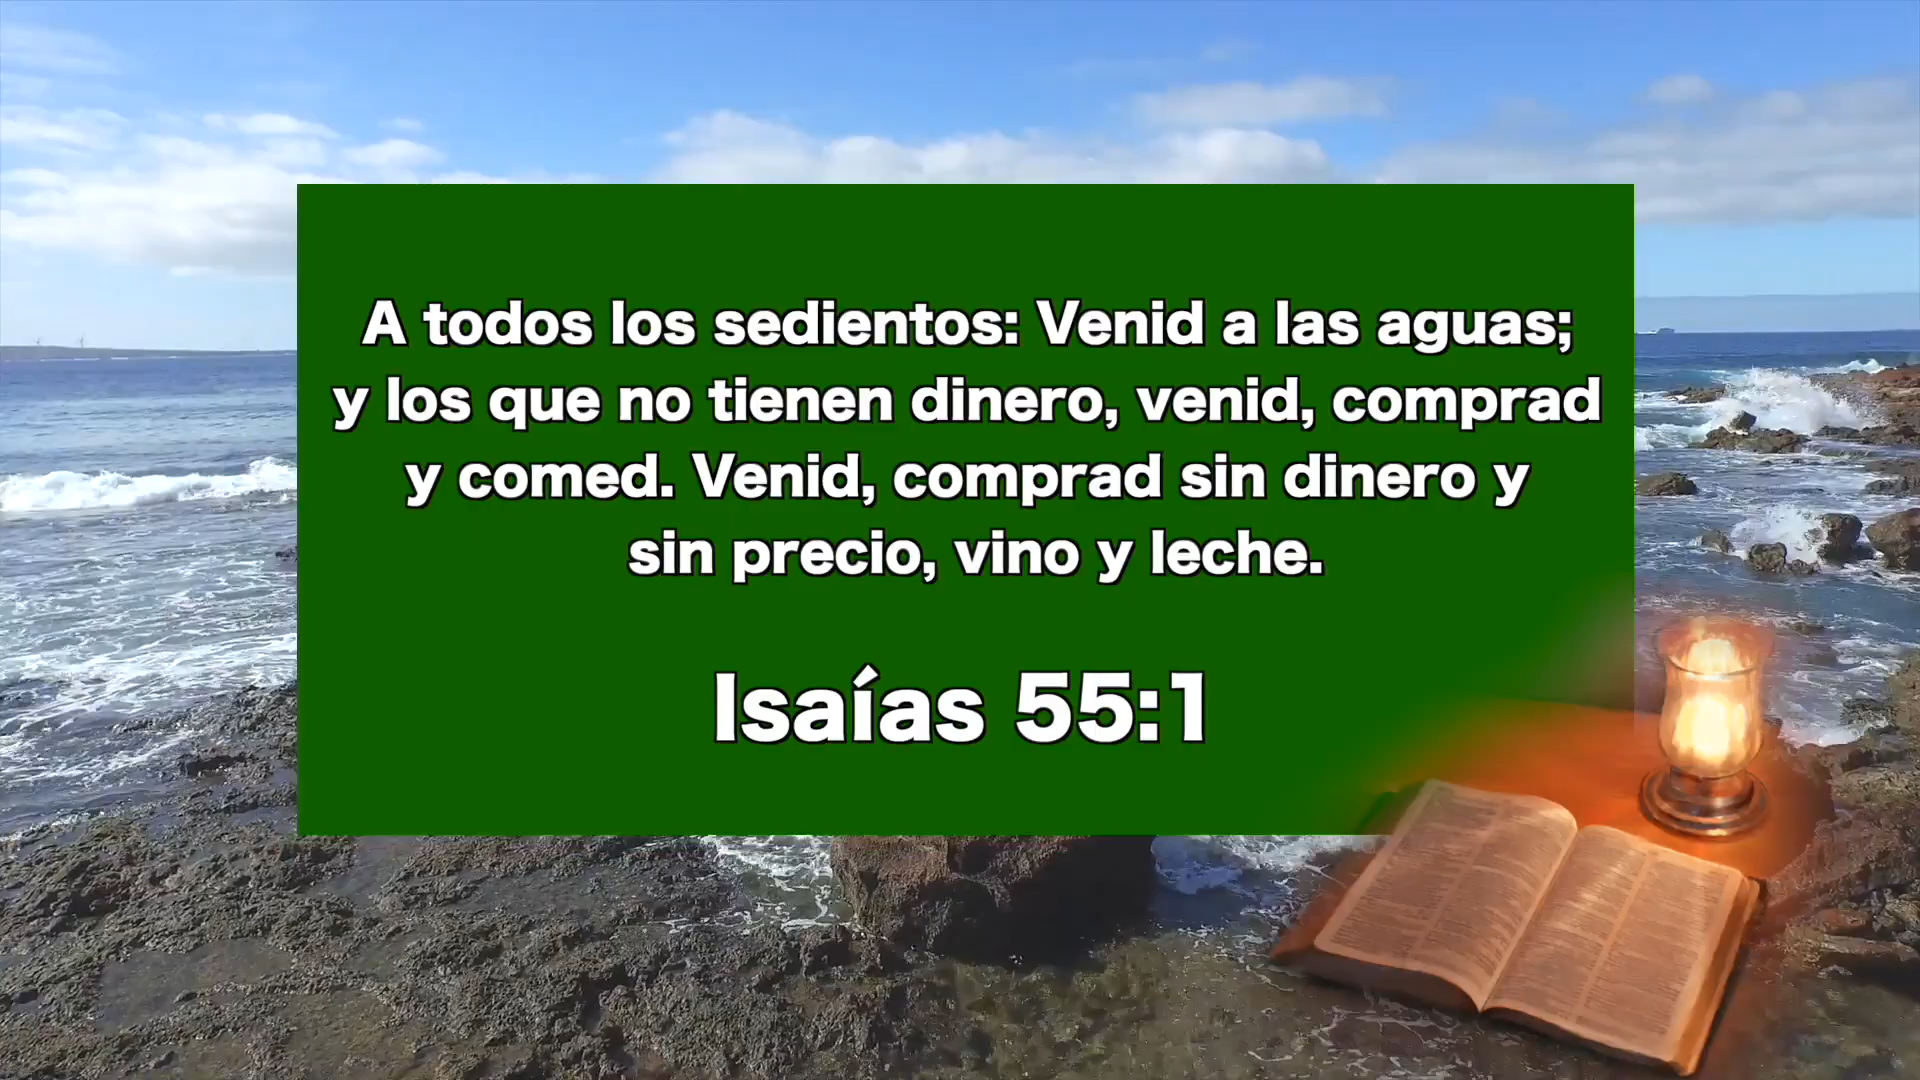 A todos los sedientos: Venid a las aguas;
y los que no tienen dinero, venid, comprad
y comed. Venid, comprad sin dinero y
sin precio, vino y leche.
Isaías 55:1